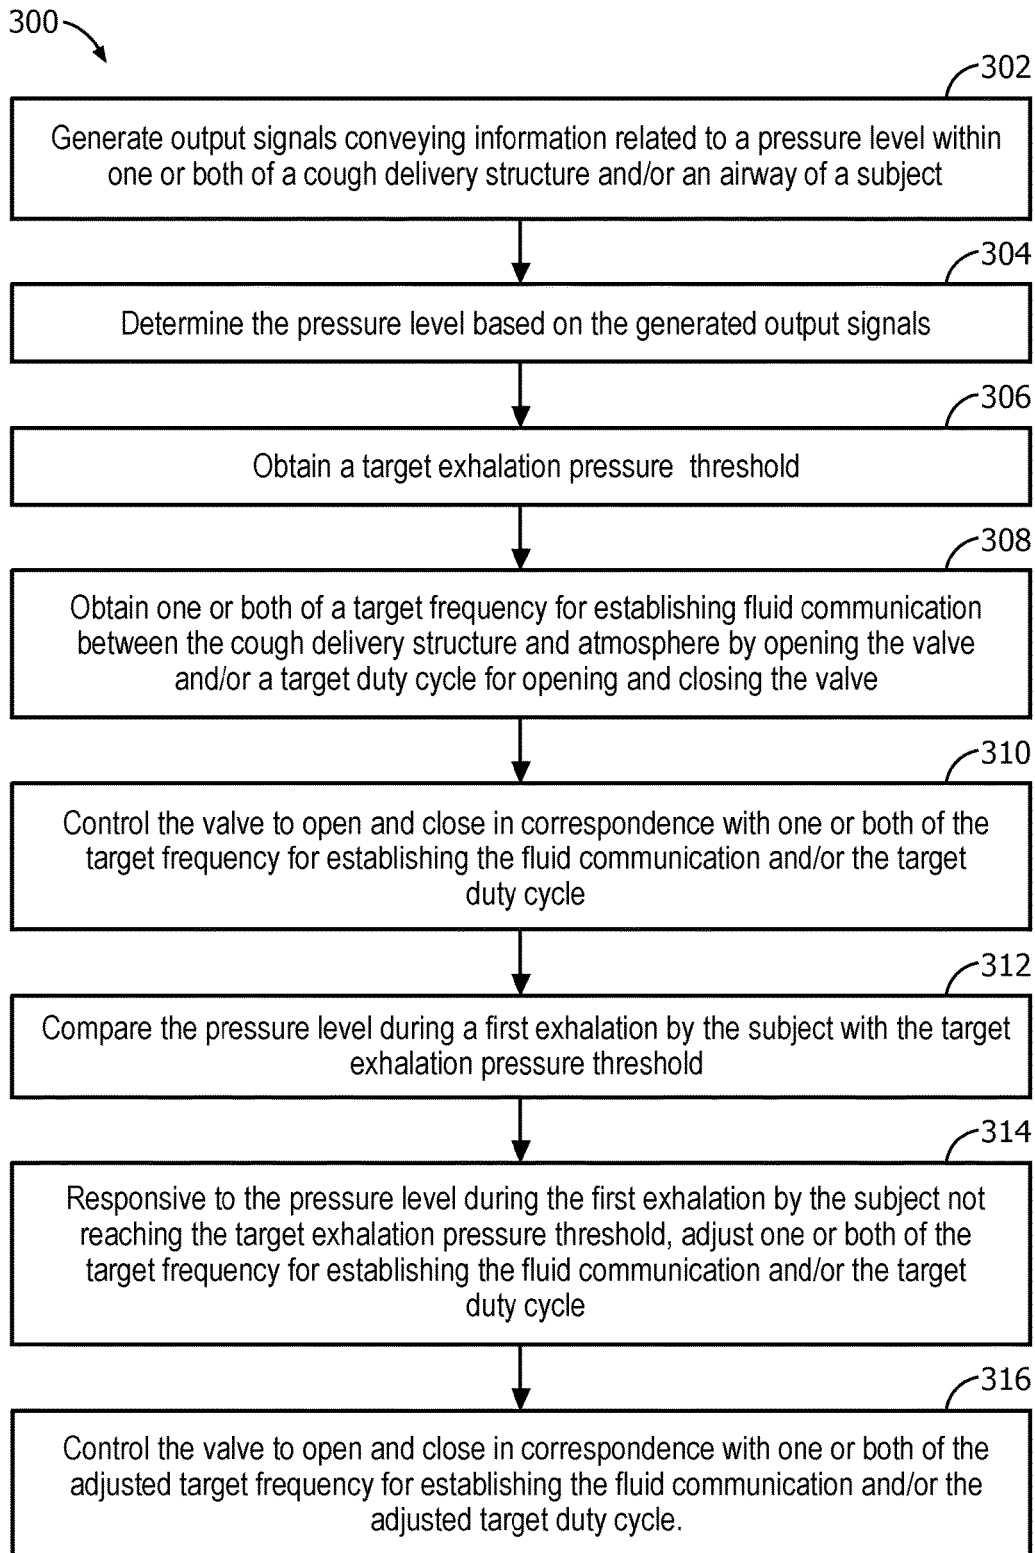 300
302
Generate output signals conveying information related to a pressure level within
one or both of a cough delivery structure and/or an airway of a subject
304
Determine the pressure level based on the generated output signals
306
Obtain a target exhalation pressure threshold
308
Obtain one or both of a target frequency for establishing fluid communication
between the cough delivery structure and atmosphere by opening the valve
and/or a target duty cycle for opening and closing the valve
310
Control the valve to open and close in correspondence with one or both of the
target frequency for establishing the fluid communication and/or the target
duty cycle
312
Compare the pressure level during a first exhalation by the subject with the target
exhalation pressure threshold
314
Responsive to the pressure level during the first exhalation by the subject not
reaching the target exhalation pressure threshold, adjust one or both of the
target frequency for establishing the fluid communication and/or the target
duty cycle
316
Control the valve to open and close in correspondence with one or both of the
adjusted target frequency for establishing the fluid communication and/or the
adjusted target duty cycle.